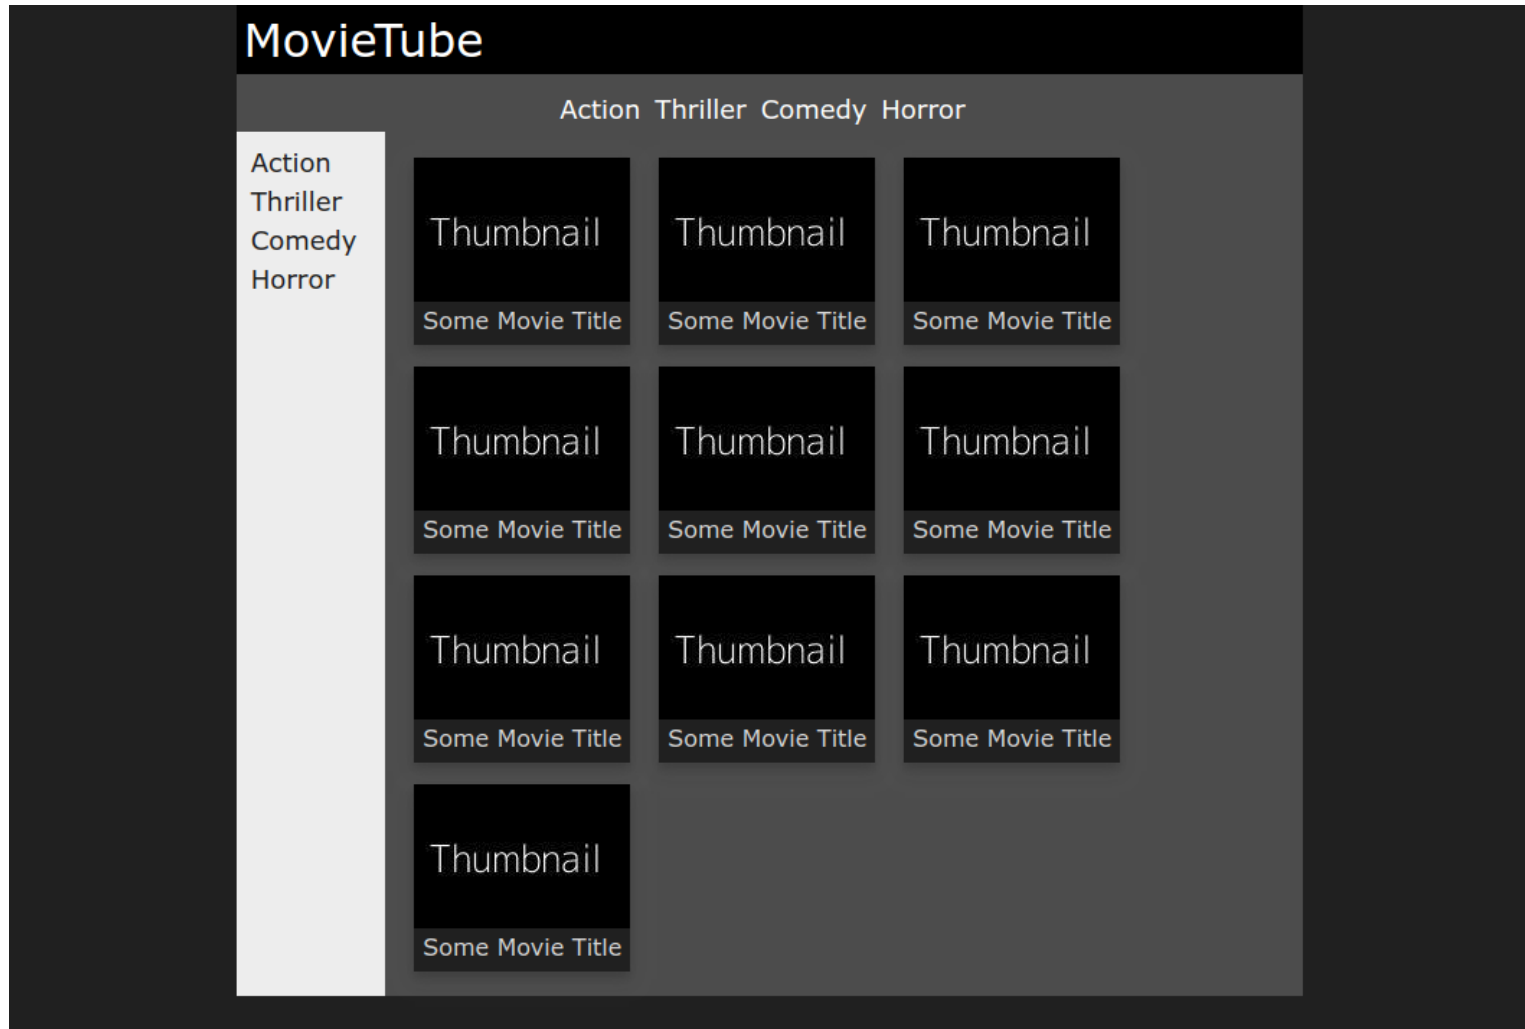 MovieTube
Action Thriller Comedy Horror
Action
Thriller
Comedy
Horror
Thumbnail Thumbnail Thumbnail
Some Movie Title Some Movie Title Some Movie Title
Thumbnail Thumbnail Thumbnail
Some Movie Title Some Movie Title Some Movie Title
Thumbnail Thumbnail Thumbnail
Some Movie Title Some Movie Title Some Movie Title
Thumbnail
Some Movie Title